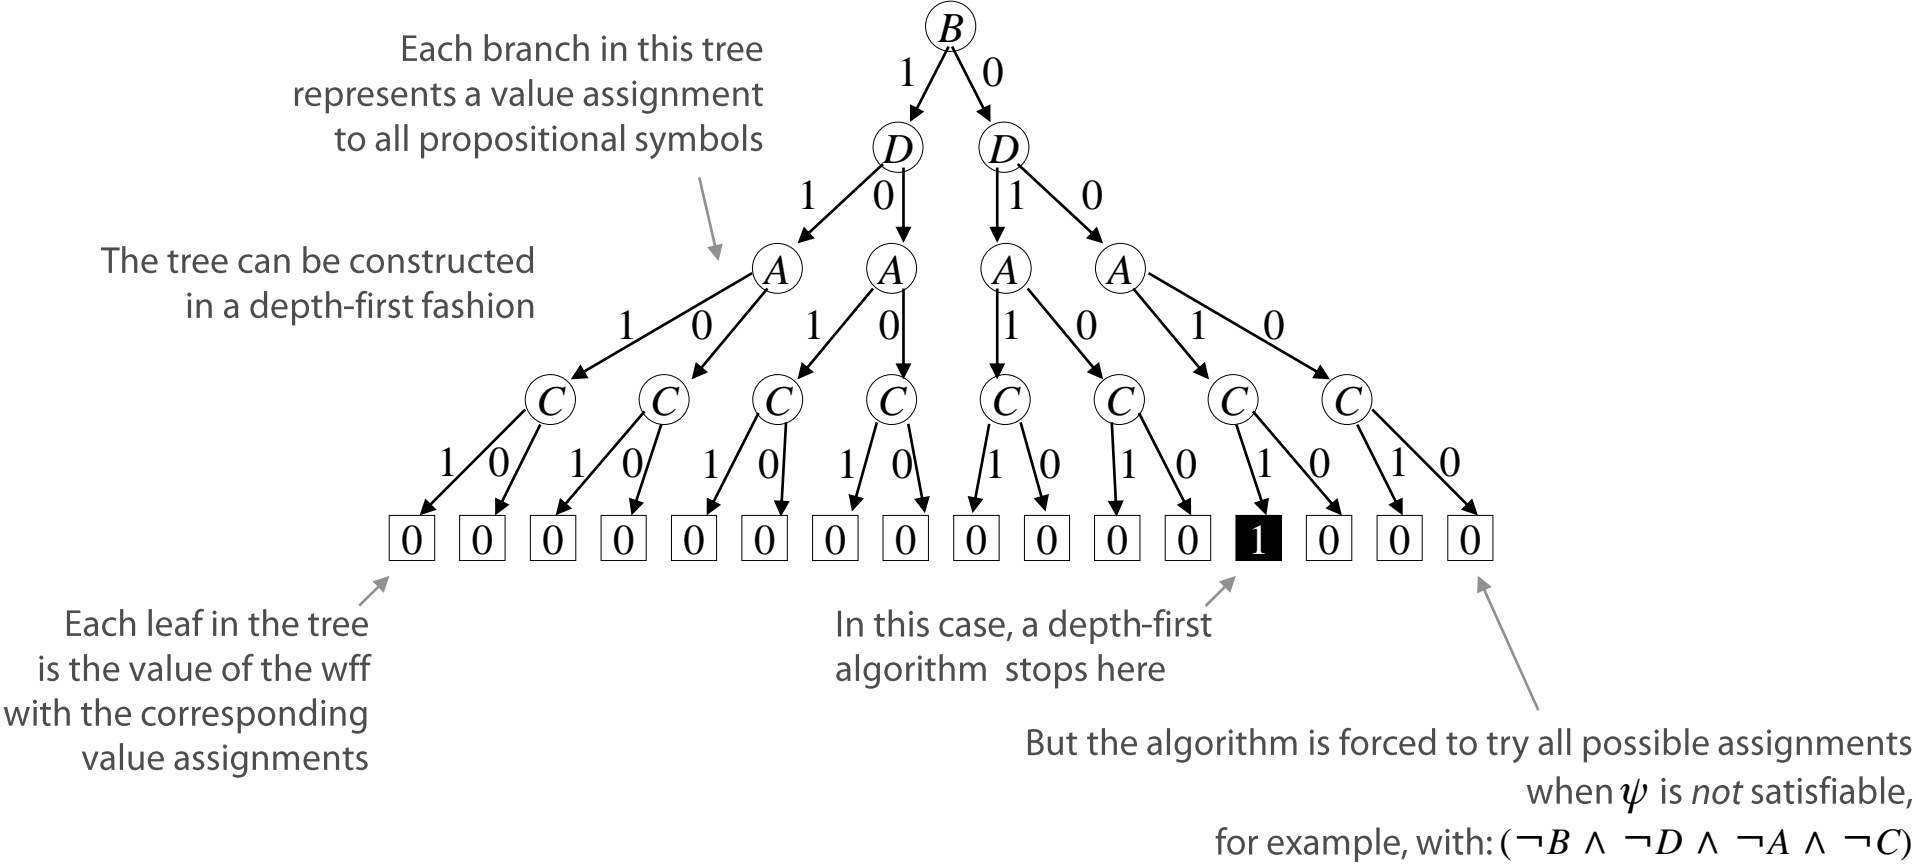 B
Each branch in this tree
represents a value assignment
to all propositional symbols
1 0
D D
1 0 1 0
The tree can be constructed
in a depth-first fashion
A A A A
1 0 1 0 1 0 1 0
C C C C C C C C
1 0 1 0 1 0 1 0 1 0 1 0 1 0 1 0
0 0 0 0 0 0 0 0 0 0 0 0 1 0 0 0
Each leaf in the tree
is the value of the wff
with the corresponding
value assignments
In this case, a depth-first
algorithm stops here
But the algorithm is forced to try all possible assignments
when ψ is not satisfiable,
for example, with: (¬B ∧ ¬D ∧ ¬A ∧ ¬C)